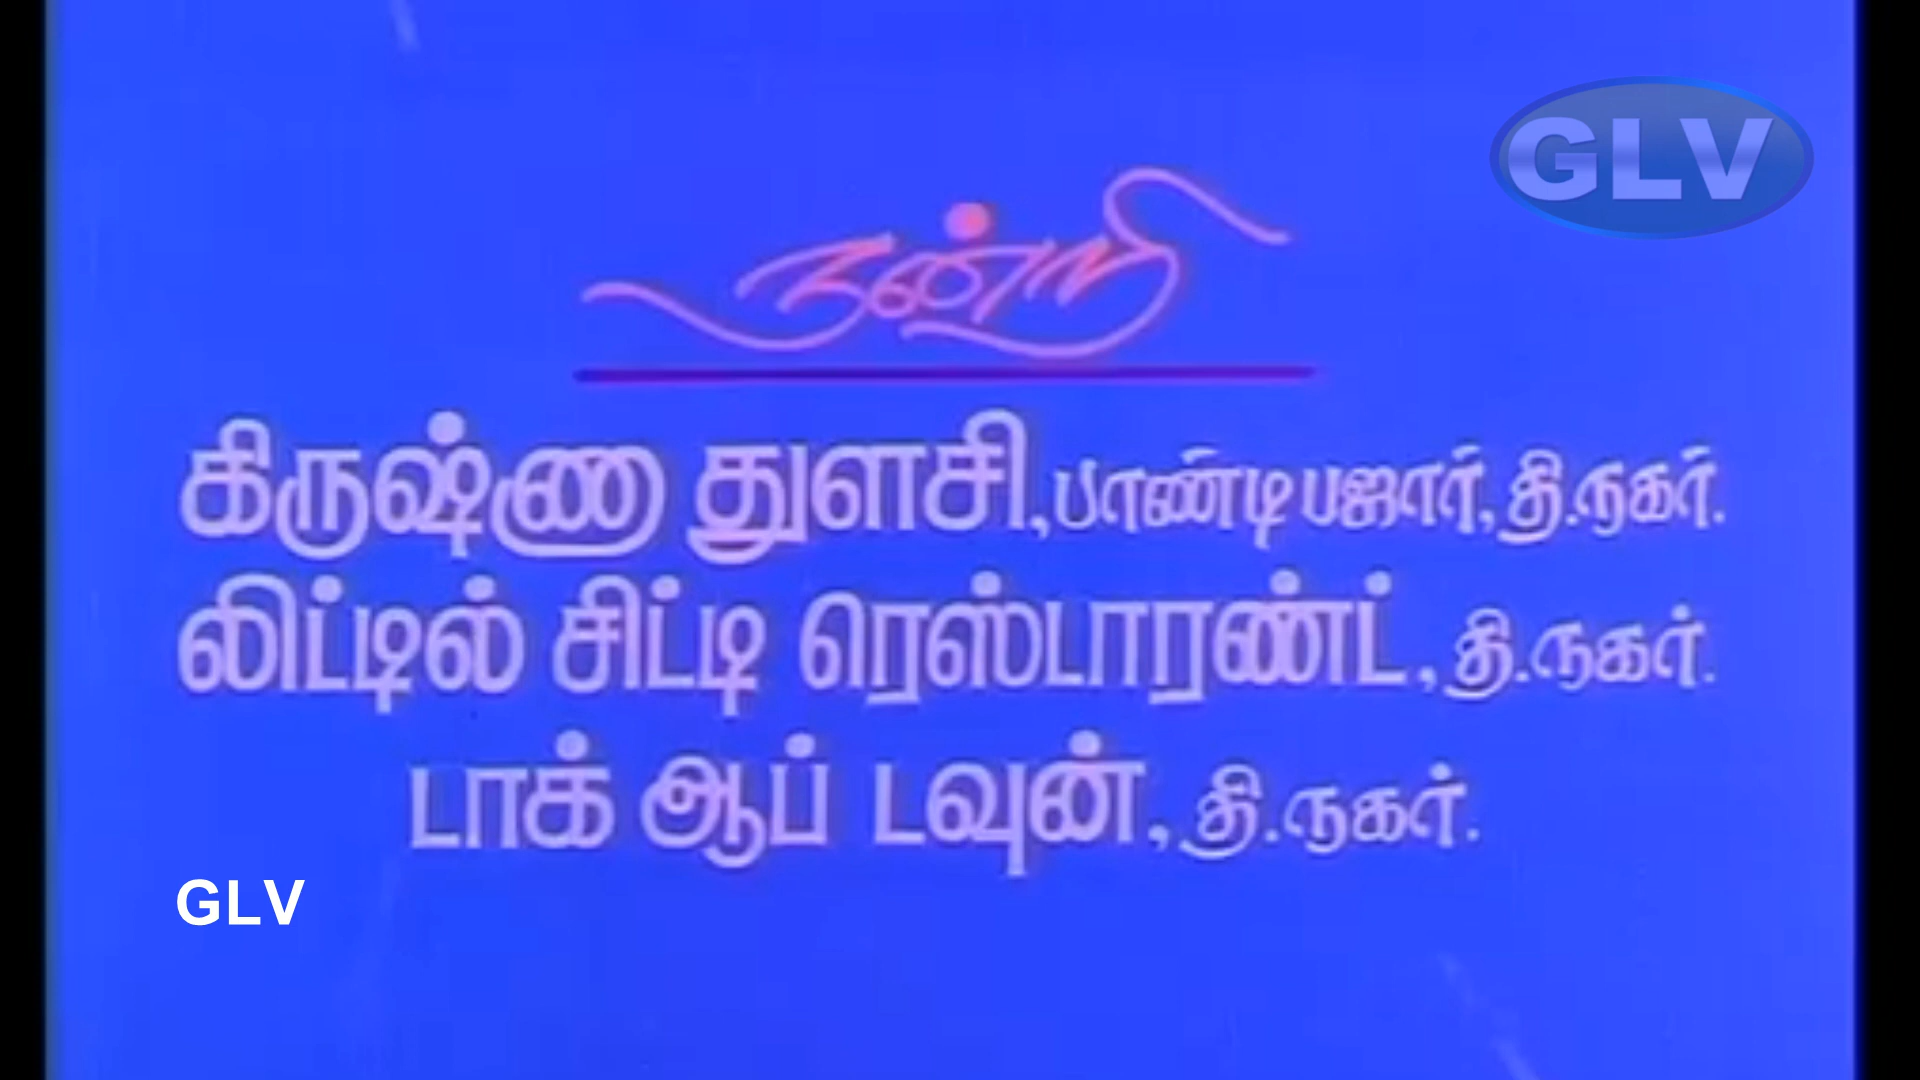 GLV
நன்றி
கிருஷ்ண துளசி, பாண்டி பஜார், தி.நகர்.
லிட்டில் சிட்டி ரெஸ்டாரண்ட், தி.நகர்.
டாக் ஆப் டவுன், தி.நகர்.
GLV